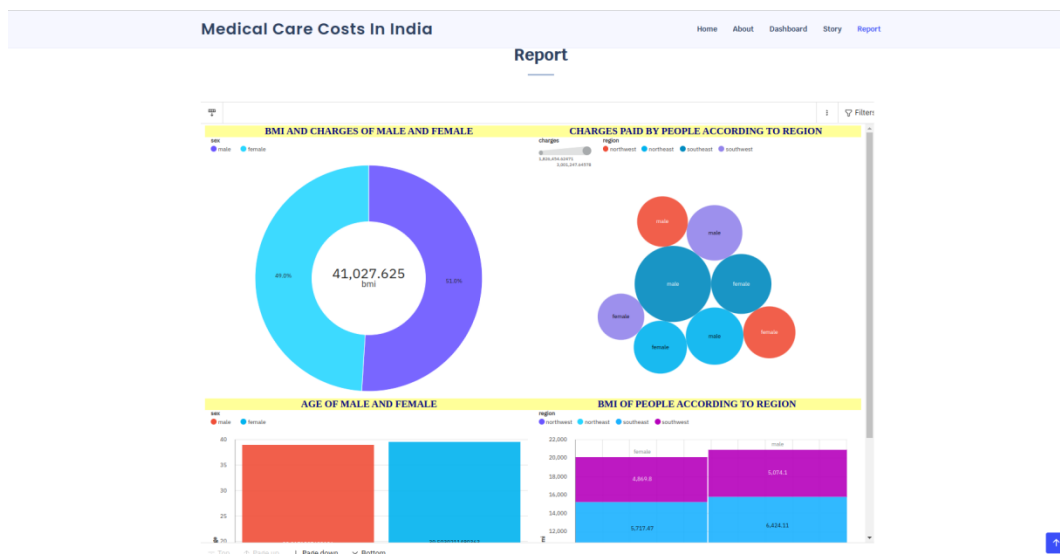 Medical Care Costs In India
Home About Dashboard Story Report
Report
Filters
BMI AND CHARGES OF MALE AND FEMALE
sex
male female
49.0%
51.0%
41,027.625
bmi
CHARGES PAID BY PEOPLE ACCORDING TO REGION
charges
region
northwest northeast southeast southwest
male
male
male
female
female
female
male
female
AGE OF MALE AND FEMALE
sex
male female
40
35
30
25
20
BMI OF PEOPLE ACCORDING TO REGION
region
northwest northeast southeast southwest
22,000
20,000
18,000
16,000
14,000
12,000
female
male
4,869.8
5,074.1
5,717.47
6,424.11
Top Page up Page down Bottom